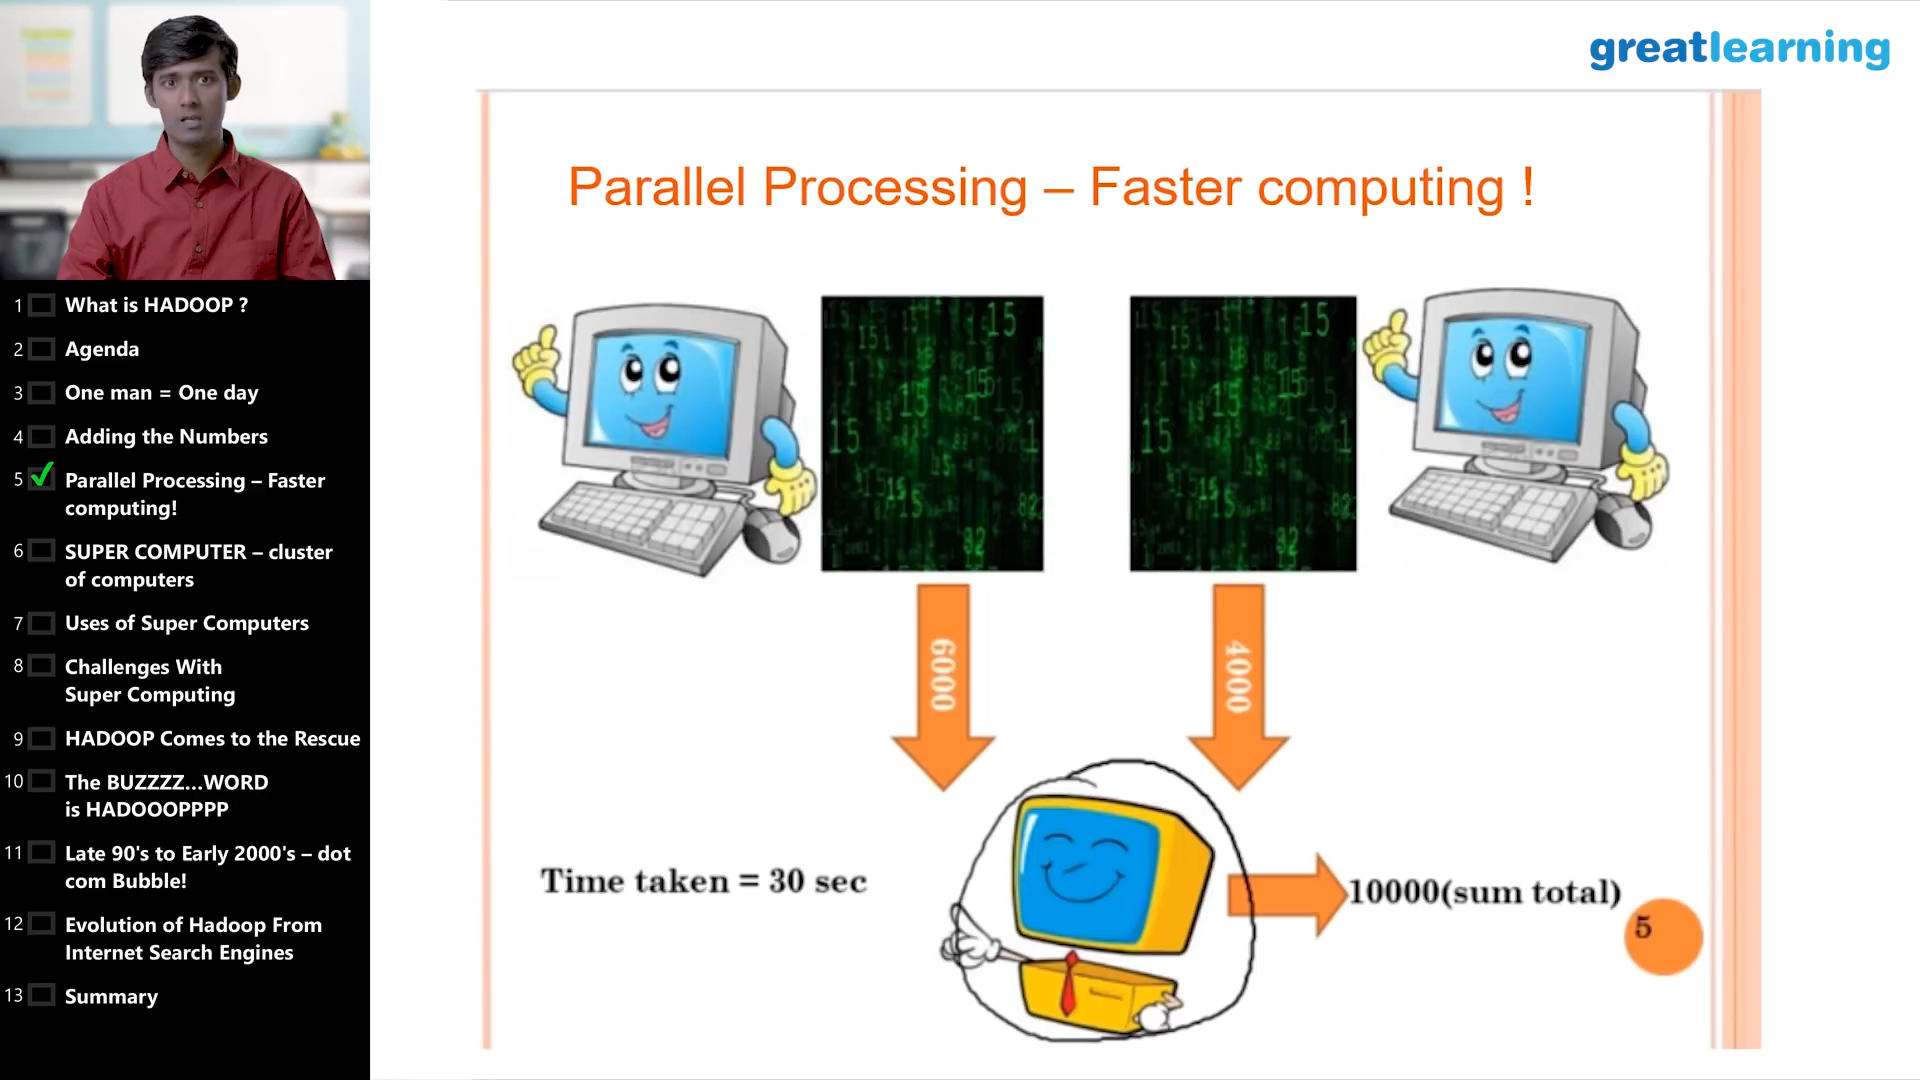 greatlearning
1 What is HADOOP ?
2 Agenda
3 One man = One day
4 Adding the Numbers
5 Parallel Processing – Faster
computing!
6 SUPER COMPUTER – cluster
of computers
7 Uses of Super Computers
8 Challenges With
Super Computing
9 HADOOP Comes to the Rescue
10 The BUZZZZ...WORD
is HADOOOPPPP
11 Late 90's to Early 2000's – dot
com Bubble!
12 Evolution of Hadoop From
Internet Search Engines
13 Summary
Parallel Processing – Faster computing !
6000
4000
Time taken = 30 sec
10000(sum total)
5